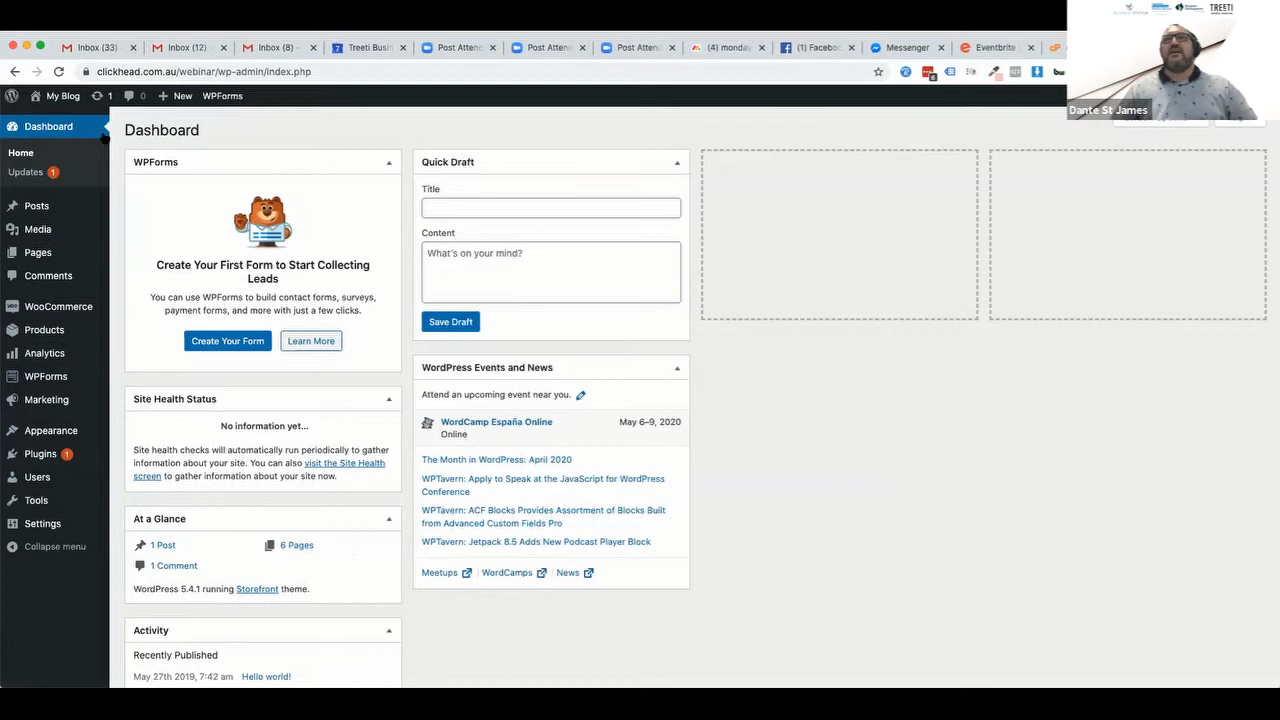 Inbox (33)
Inbox (12)
Inbox (8) -
Treeti Busin
Post Attend
Post Attend
Post Attend
(4) monda
(1) Faceboo
Messenger
Eventbrite
TREETI
clickhead.com.au/webinar/wp-admin/index.php
Dante St James
My Blog
1
0
New
WPForms
Dashboard
Home
Updates 1
Posts
Media
Pages
Comments
WooCommerce
Products
Analytics
WPForms
Marketing
Appearance
Plugins 1
Users
Tools
Settings
Collapse menu
Dashboard
WPForms
Create Your First Form to Start Collecting
Leads
You can use WPForms to build contact forms, surveys,
payment forms, and more with just a few clicks.
Create Your Form
Learn More
Site Health Status
No information yet...
Site health checks will automatically run periodically to gather
information about your site. You can also visit the Site Health
screen to gather information about your site now.
At a Glance
1 Post
6 Pages
1 Comment
WordPress 5.4.1 running Storefront theme.
Activity
Recently Published
May 27th 2019, 7:42 am Hello world!
Quick Draft
Title
Content
What's on your mind?
Save Draft
WordPress Events and News
Attend an upcoming event near you.
WordCamp España Online
May 6–9, 2020
Online
The Month in WordPress: April 2020
WPTavern: Apply to Speak at the JavaScript for WordPress
Conference
WPTavern: ACF Blocks Provides Assortment of Blocks Built
from Advanced Custom Fields Pro
WPTavern: Jetpack 8.5 Adds New Podcast Player Block
Meetups
WordCamps
News